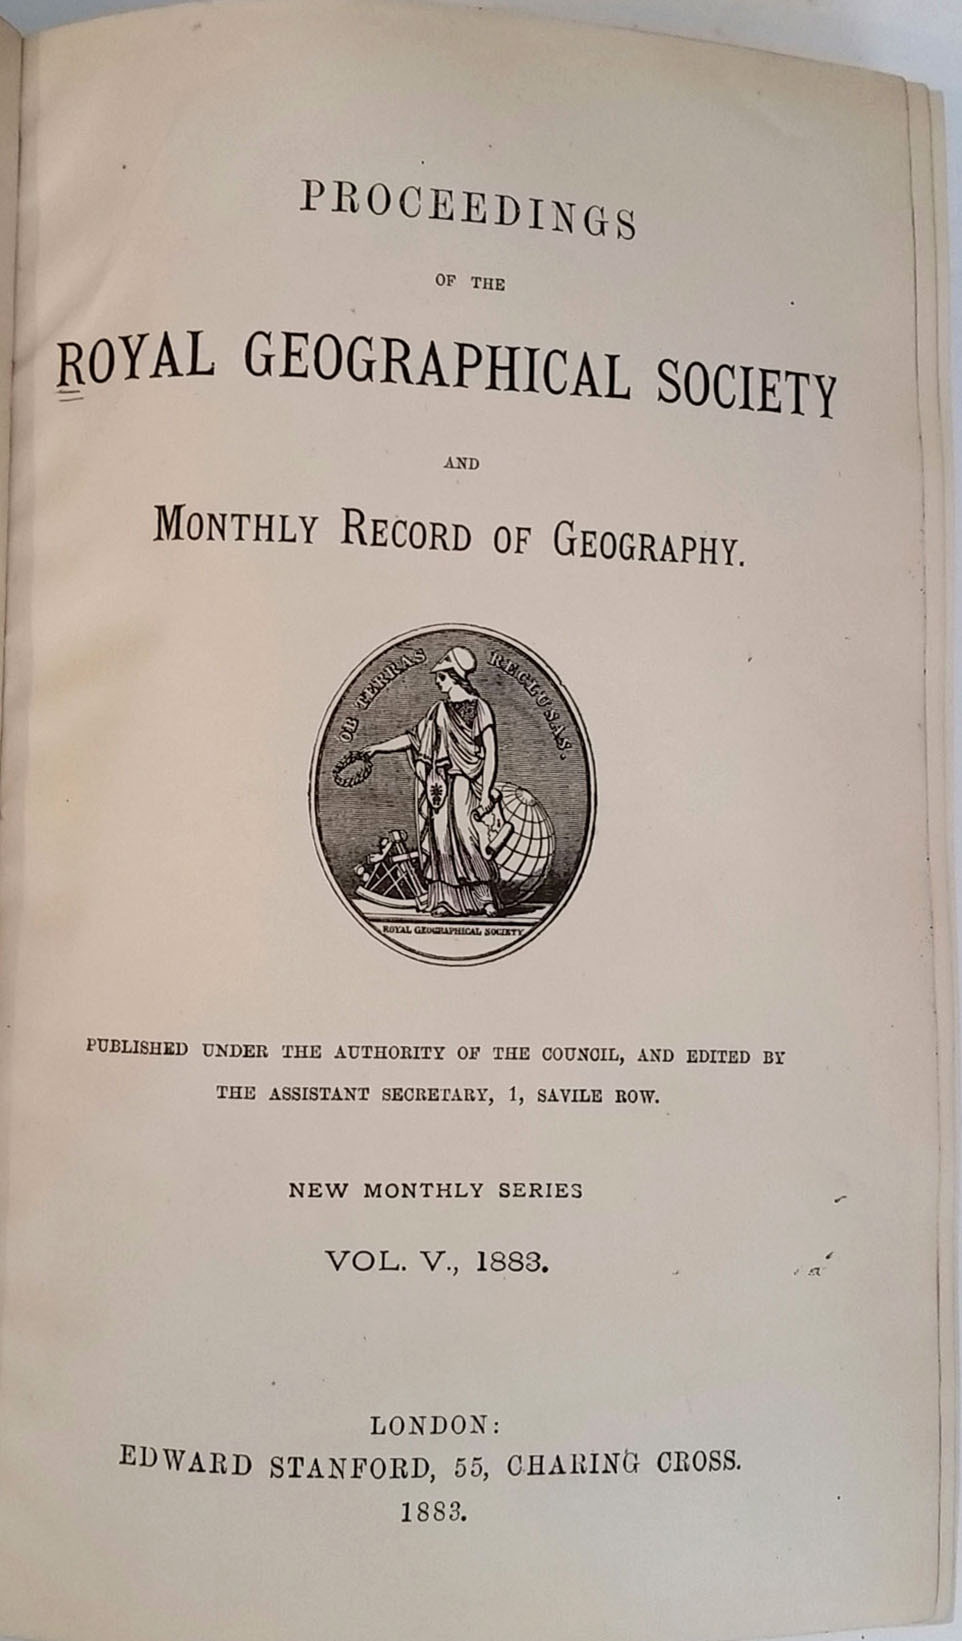 PROCEEDINGS
OF THE
ROYAL GEOGRAPHICAL SOCIETY
AND
MONTHLY RECORD OF GEOGRAPHY.
OB TERRAS RECLUSAS.
ROYAL GEOGRAPHICAL SOCIETY
PUBLISHED UNDER THE AUTHORITY OF THE COUNCIL, AND EDITED BY
THE ASSISTANT SECRETARY, 1, SAVILE ROW.
NEW MONTHLY SERIES
VOL. V., 1883.
LONDON:
EDWARD STANFORD, 55, CHARING CROSS.
1883.